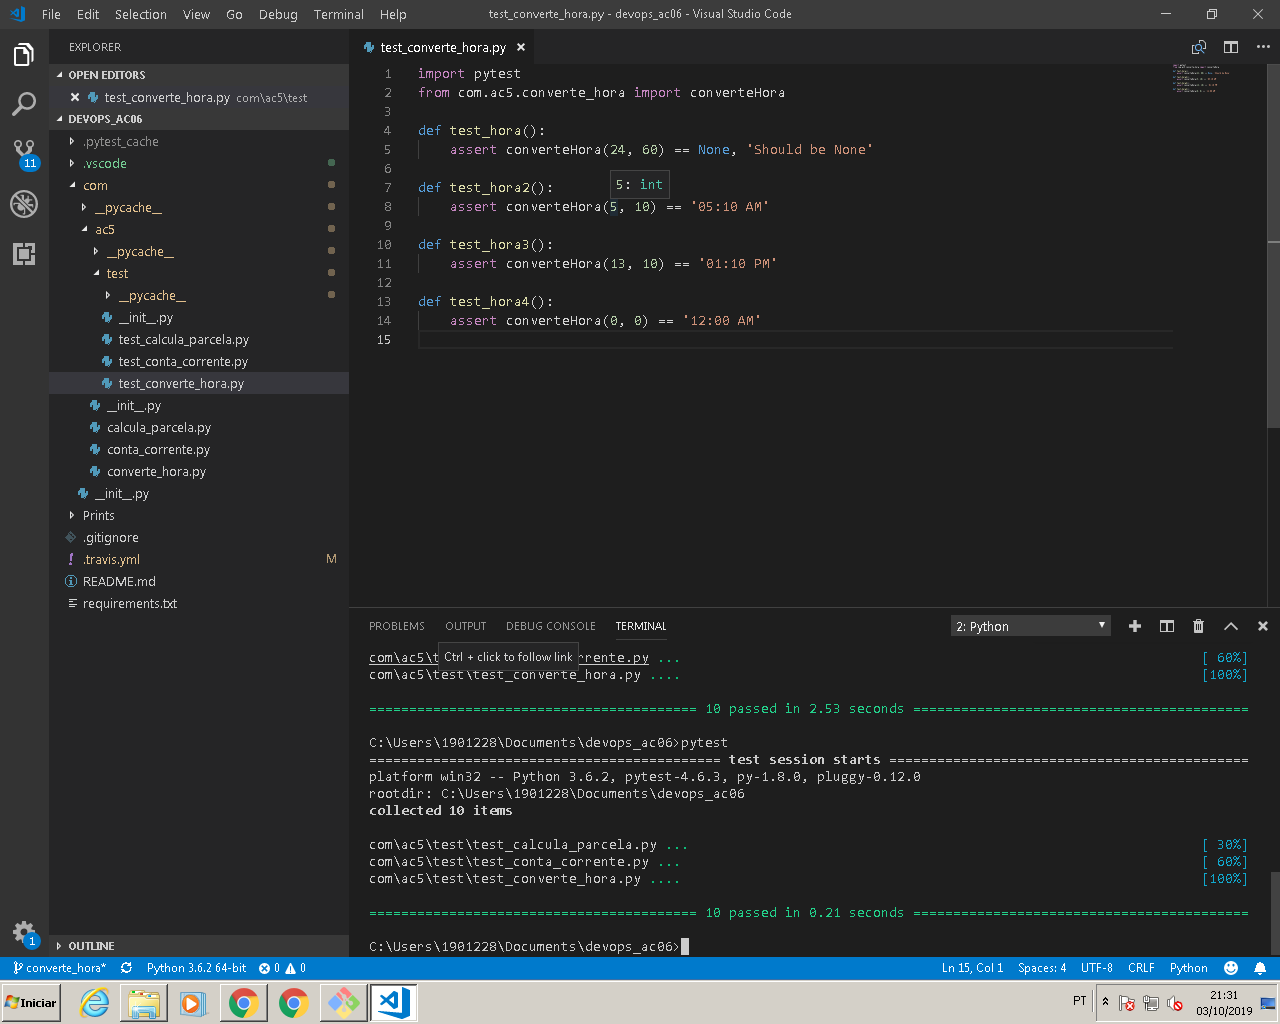 File Edit Selection View Go Debug Terminal Help
test_converte_hora.py - devops_ac06 - Visual Studio Code
EXPLORER
OPEN EDITORS
test_converte_hora.py com\ac5\test
DEVOPS_AC06
.pytest_cache
.vscode
com
__pycache__
ac5
__pycache__
test
__pycache__
__init__.py
test_calcula_parcela.py
test_conta_corrente.py
test_converte_hora.py
__init__.py
calcula_parcela.py
conta_corrente.py
converte_hora.py
__init__.py
Prints
.gitignore
.travis.yml M
README.md
requirements.txt
OUTLINE
11
1
test_converte_hora.py
1 import pytest
2 from com.ac5.converte_hora import converteHora
3
4 def test_hora():
5 assert converteHora(24, 60) == None, 'Should be None'
6
5: int
7 def test_hora2():
8 assert converteHora(5, 10) == '05:10 AM'
9
10 def test_hora3():
11 assert converteHora(13, 10) == '01:10 PM'
12
13 def test_hora4():
14 assert converteHora(0, 0) == '12:00 AM'
15
PROBLEMS OUTPUT DEBUG CONSOLE TERMINAL
2: Python
com\ac5\t rrente.py ... [ 60%]
Ctrl + click to follow link
com\ac5\test\test_converte_hora.py .... [100%]
========================================= 10 passed in 2.53 seconds ==========================================
C:\Users\1901228\Documents\devops_ac06>pytest
============================================ test session starts =============================================
platform win32 -- Python 3.6.2, pytest-4.6.3, py-1.8.0, pluggy-0.12.0
rootdir: C:\Users\1901228\Documents\devops_ac06
collected 10 items
com\ac5\test\test_calcula_parcela.py ... [ 30%]
com\ac5\test\test_conta_corrente.py ... [ 60%]
com\ac5\test\test_converte_hora.py .... [100%]
========================================= 10 passed in 0.21 seconds ==========================================
C:\Users\1901228\Documents\devops_ac06>
converte_hora* Python 3.6.2 64-bit 0 0 Ln 15, Col 1 Spaces: 4 UTF-8 CRLF Python
Iniciar
PT
21:31
03/10/2019